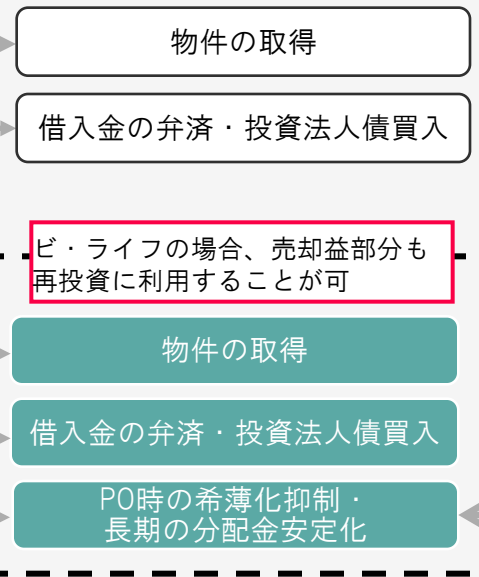 物件の取得
借入金の弁済・投資法人債買入
ビ・ライフの場合、売却益部分も
再投資に利用することが可
物件の取得
借入金の弁済・投資法人債買入
PO時の希薄化抑制・
長期の分配金安定化